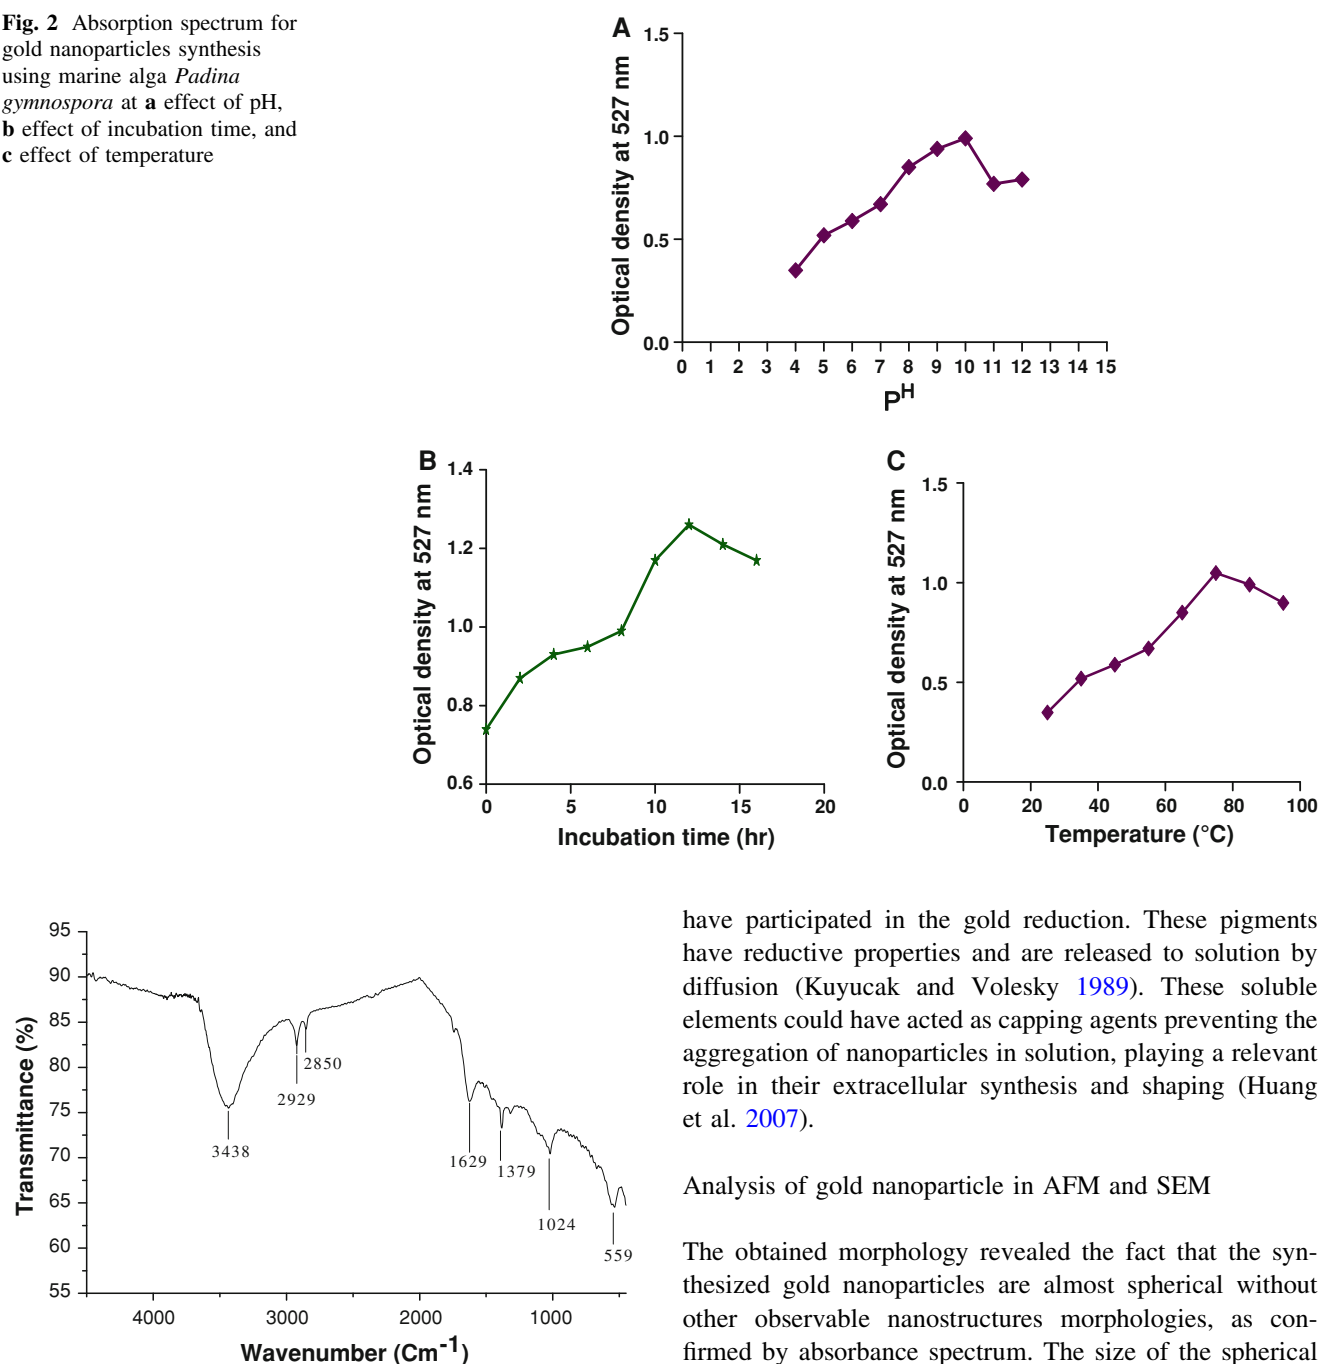 Fig. 2 Absorption spectrum for
gold nanoparticles synthesis
using marine alga Padina
gymnospora at a effect of pH,
b effect of incubation time, and
c effect of temperature
A
1.5
1.0
0.5
0.0
Optical density at 527 nm
0 1 2 3 4 5 6 7 8 9 10 11 12 13 14 15
P^H
B
1.4
1.2
1.0
0.8
0.6
Optical density at 527 nm
0 5 10 15 20
Incubation time (hr)
C
1.5
1.0
0.5
0.0
Optical density at 527 nm
0 20 40 60 80 100
Temperature (°C)
95
90
85
80
75
70
65
60
55
Transmittance (%)
3438
2929
2850
1629
1379
1024
559
4000 3000 2000 1000
Wavenumber (Cm-1)
have participated in the gold reduction. These pigments
have reductive properties and are released to solution by
diffusion (Kuyucak and Volesky 1989). These soluble
elements could have acted as capping agents preventing the
aggregation of nanoparticles in solution, playing a relevant
role in their extracellular synthesis and shaping (Huang
et al. 2007).
Analysis of gold nanoparticle in AFM and SEM
The obtained morphology revealed the fact that the syn-
thesized gold nanoparticles are almost spherical without
other observable nanostructures morphologies, as con-
firmed by absorbance spectrum. The size of the spherical